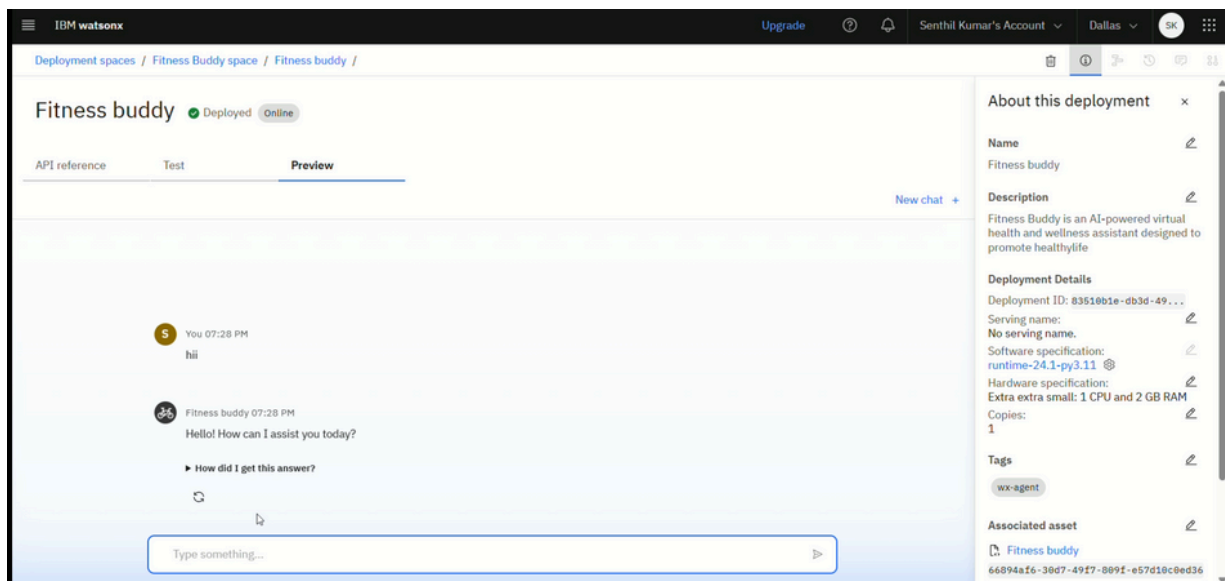 IBM watsonx
Upgrade
Senthil Kumar's Account
Dallas
SK
Deployment spaces / Fitness Buddy space / Fitness buddy /
Fitness buddy
Deployed
Online
API reference
Test
Preview
New chat +
S
You 07:28 PM
hii
Fitness buddy 07:28 PM
Hello! How can I assist you today?
How did I get this answer?
Type something...
About this deployment
Name
Fitness buddy
Description
Fitness Buddy is an AI-powered virtual
health and wellness assistant designed to
promote healthylife
Deployment Details
Deployment ID: 83510b1e-db3d-49...
Serving name:
No serving name.
Software specification:
runtime-24.1-py3.11
Hardware specification:
Extra extra small: 1 CPU and 2 GB RAM
Copies:
1
Tags
wx-agent
Associated asset
Fitness buddy
66894af6-30d7-49f7-809f-e57d10c0ed36